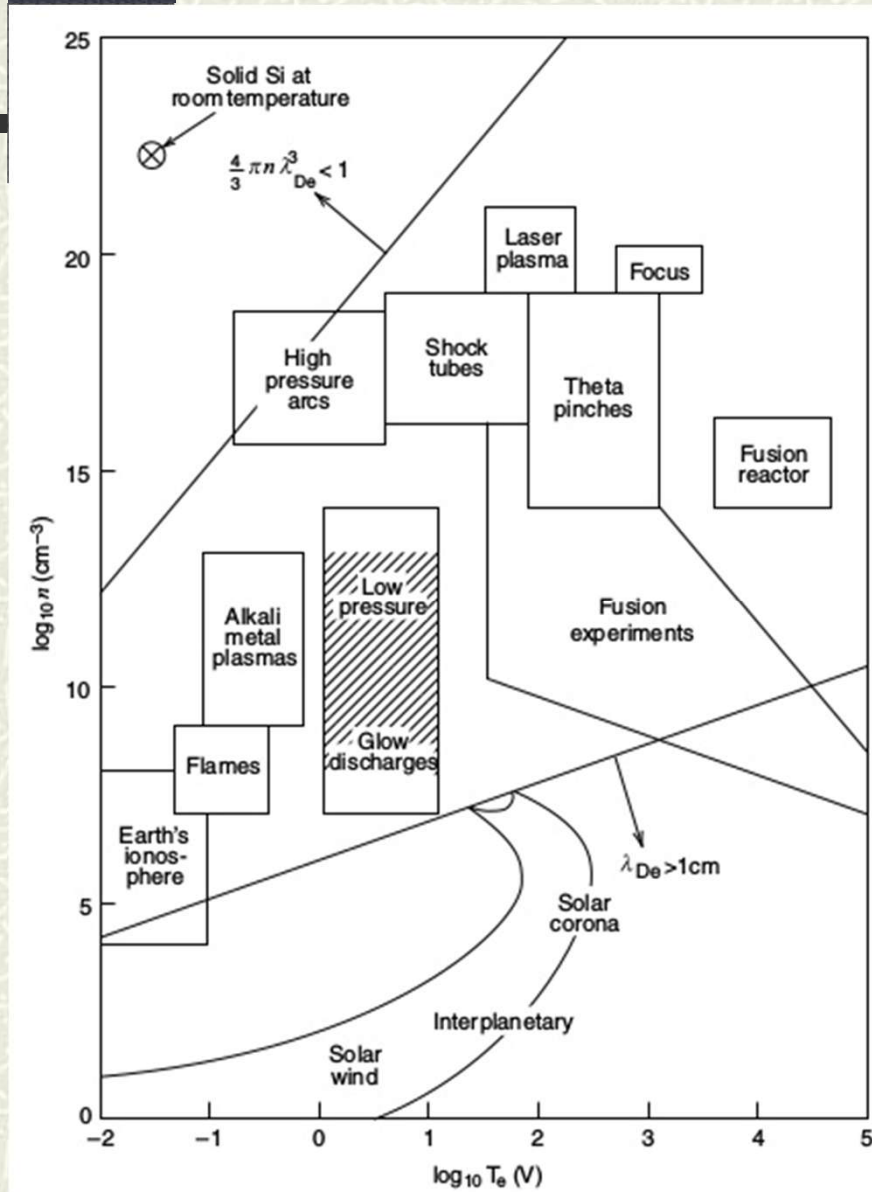 25
Solid Si at
room temperature
4/3 π n λ³De < 1
20
Laser
plasma
Focus
High
pressure
arcs
Shock
tubes
Theta
pinches
15
Fusion
reactor
log10 n (cm−3)
Low
pressure
Alkali
metal
plasmas
Fusion
experiments
10
Glow
discharges
Flames
Earth's
ionos-
phere
λDe >1cm
5
Solar
corona
Interplanetary
Solar
wind
0
−2 −1 0 1 2 3 4 5
log10 Te (V)